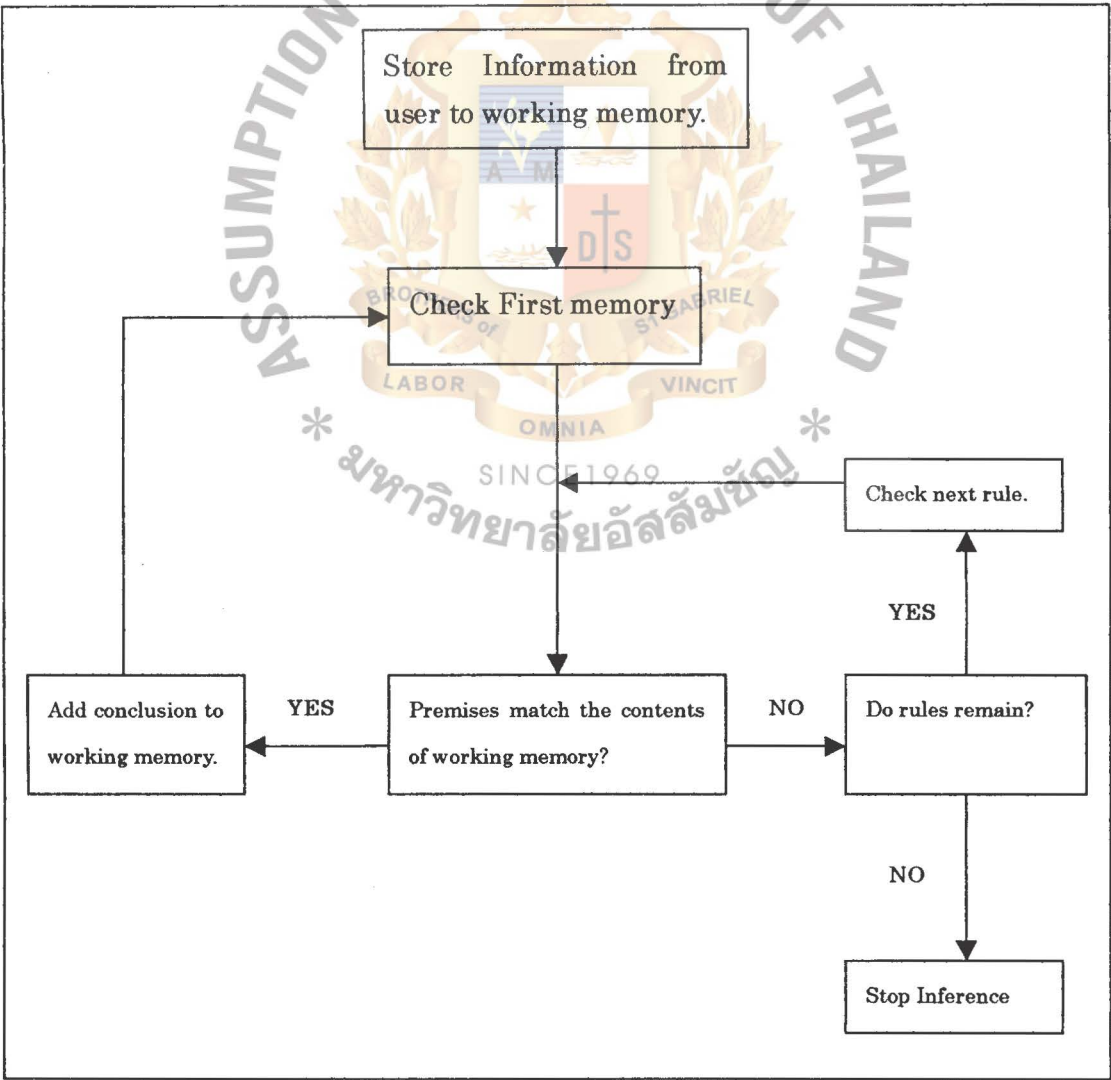 ASSUMPTION
OF THAILAND
Store Information from
user to working memory.
A M
D S
Check First memory
BROTHERS of
ST GABRIEL
LABOR
OMNIA
VINCIT
SINCE1969
* มหาวิทยาลัยอัสสัมชัญ *
Check next rule.
YES
Add conclusion to
working memory.
YES
Premises match the contents
of working memory?
NO
Do rules remain?
NO
Stop Inference